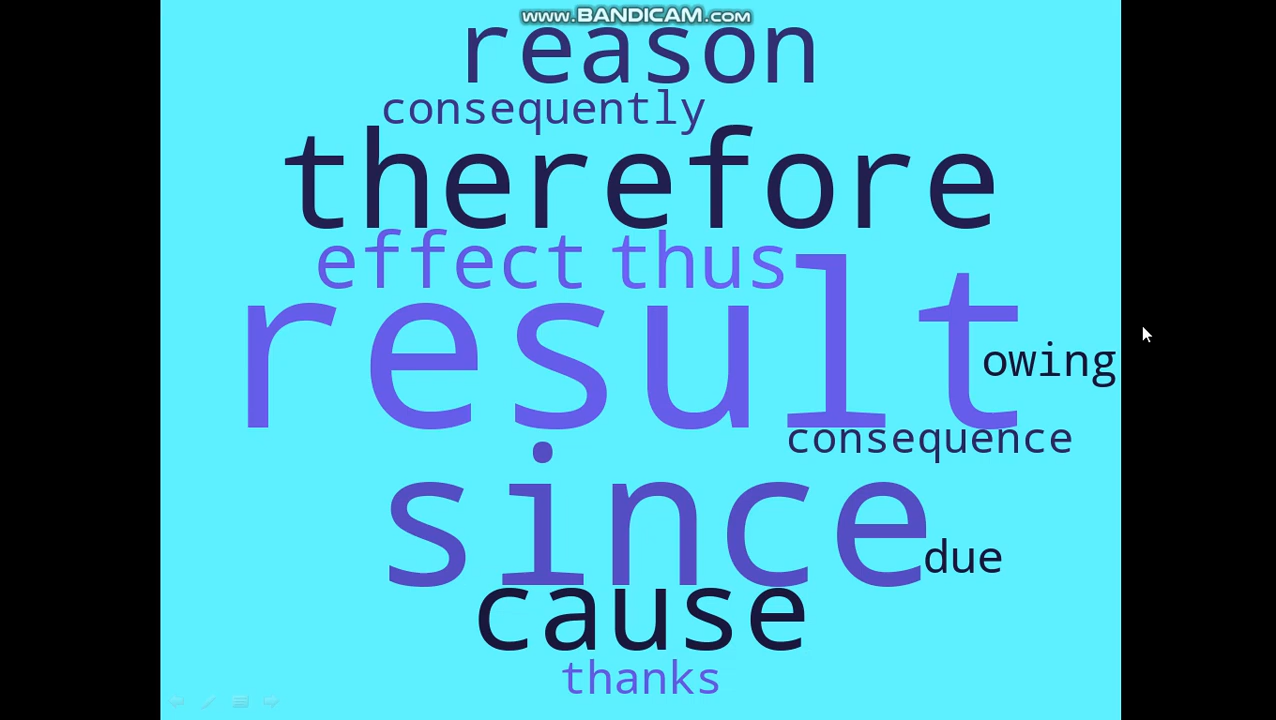 www.BANDICAM.com
reason
consequently
therefore
effect thus
result
owing
consequence
since
due
cause
thanks